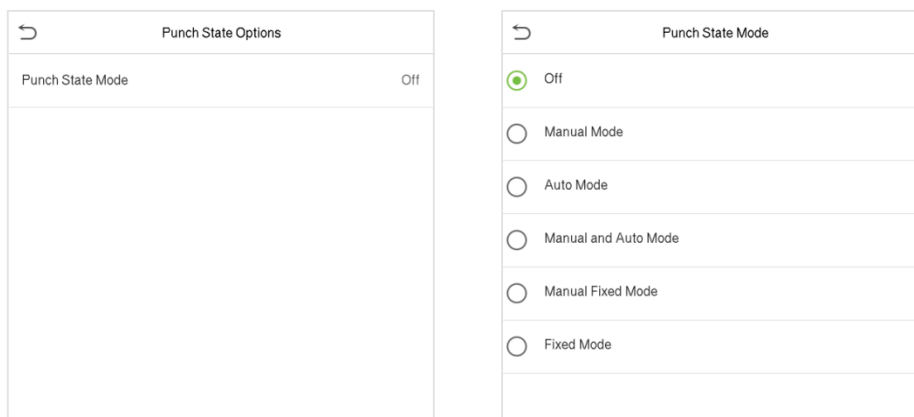 Punch State Options
Punch State Mode Off
Punch State Mode
Off
Manual Mode
Auto Mode
Manual and Auto Mode
Manual Fixed Mode
Fixed Mode